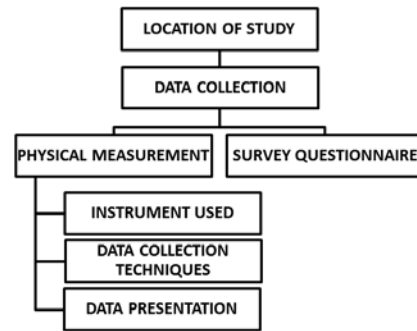 LOCATION OF STUDY
DATA COLLECTION
PHYSICAL MEASUREMENT
SURVEY QUESTIONNAIRE
INSTRUMENT USED
DATA COLLECTION
TECHNIQUES
DATA PRESENTATION